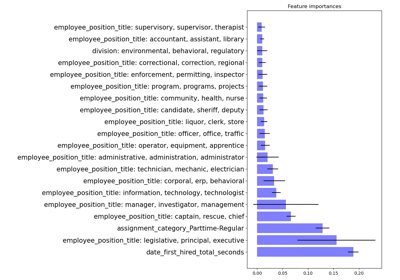 Feature importances
employee_position_title: supervisory, supervisor, therapist
employee_position_title: accountant, assistant, library
division: environmental, behavioral, regulatory
employee_position_title: correctional, correction, regional
employee_position_title: enforcement, permitting, inspector
employee_position_title: program, programs, projects
employee_position_title: community, health, nurse
employee_position_title: candidate, sheriff, deputy
employee_position_title: liquor, clerk, store
employee_position_title: officer, office, traffic
employee_position_title: operator, equipment, apprentice
employee_position_title: administrative, administration, administrator
employee_position_title: technician, mechanic, electrician
employee_position_title: corporal, erp, behavioral
employee_position_title: information, technology, technologist
employee_position_title: manager, investigator, management
employee_position_title: captain, rescue, chief
assignment_category_Parttime-Regular
employee_position_title: legislative, principal, executive
date_first_hired_total_seconds
0.00 0.05 0.10 0.15 0.20